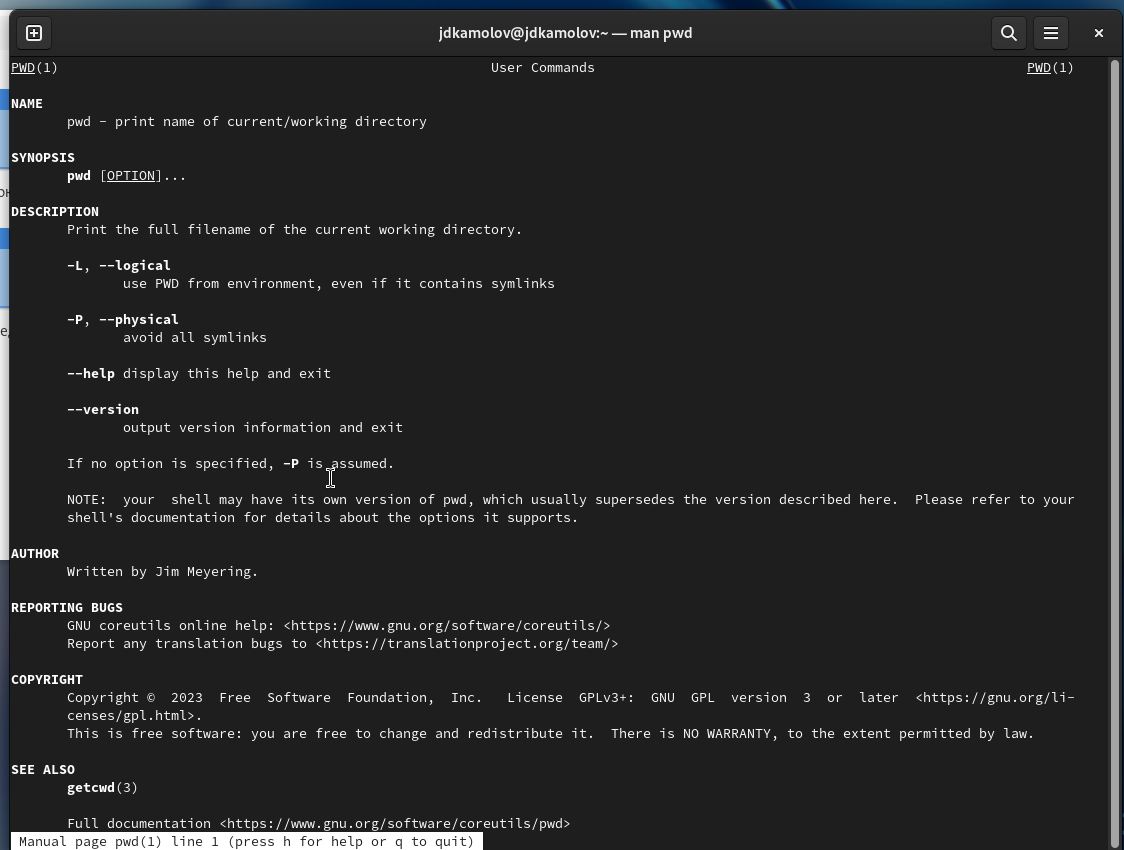 jdkamolov@jdkamolov:~ — man pwd
PWD(1) User Commands PWD(1)
NAME
pwd - print name of current/working directory
SYNOPSIS
pwd [OPTION]...
DESCRIPTION
Print the full filename of the current working directory.
-L, --logical
use PWD from environment, even if it contains symlinks
-P, --physical
avoid all symlinks
--help display this help and exit
--version
output version information and exit
If no option is specified, -P is assumed.
NOTE:  your  shell may have its own version of pwd, which usually supersedes the version described here.  Please refer to your
shell's documentation for details about the options it supports.
AUTHOR
Written by Jim Meyering.
REPORTING BUGS
GNU coreutils online help: <https://www.gnu.org/software/coreutils/>
Report any translation bugs to <https://translationproject.org/team/>
COPYRIGHT
Copyright ©  2023  Free  Software  Foundation,  Inc.   License  GPLv3+:  GNU  GPL  version  3  or  later  <https://gnu.org/li-
censes/gpl.html>.
This is free software: you are free to change and redistribute it.  There is NO WARRANTY, to the extent permitted by law.
SEE ALSO
getcwd(3)
Full documentation <https://www.gnu.org/software/coreutils/pwd>
Manual page pwd(1) line 1 (press h for help or q to quit)